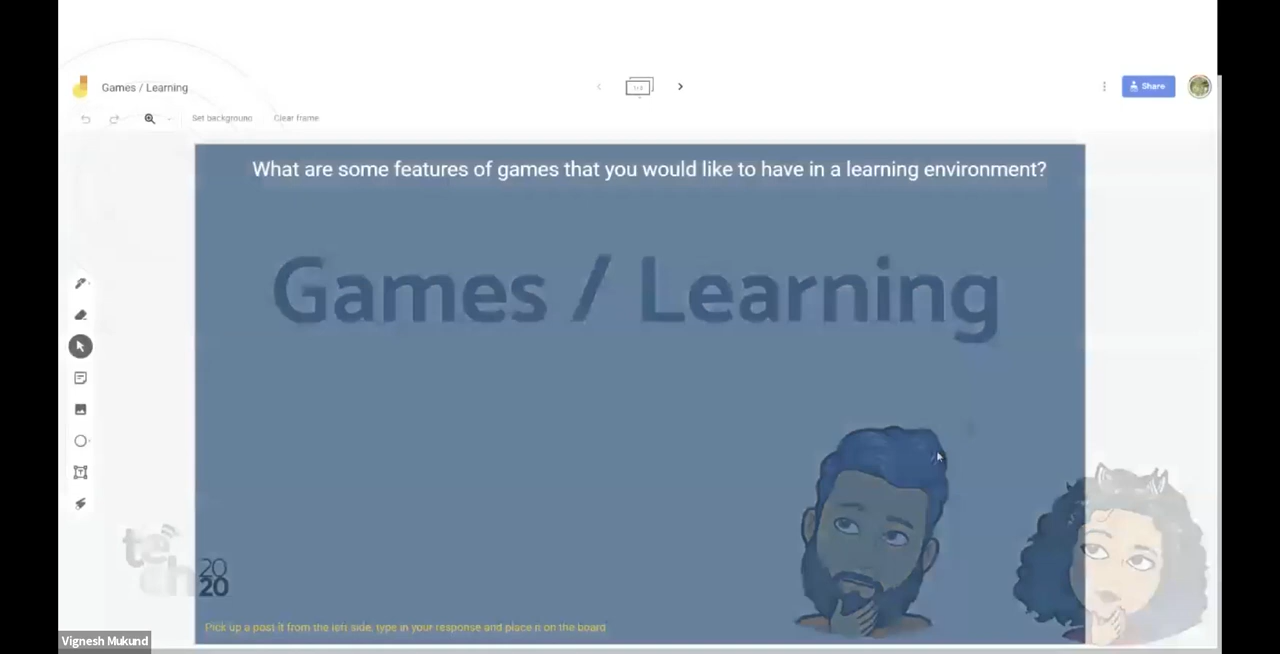 Games / Learning
Share
Set background
Clear frame
What are some features of games that you would like to have in a learning environment?
Games / Learning
te
ch
20
20
Pick up a post it from the left side, type in your response and place it on the board
Vignesh Mukund